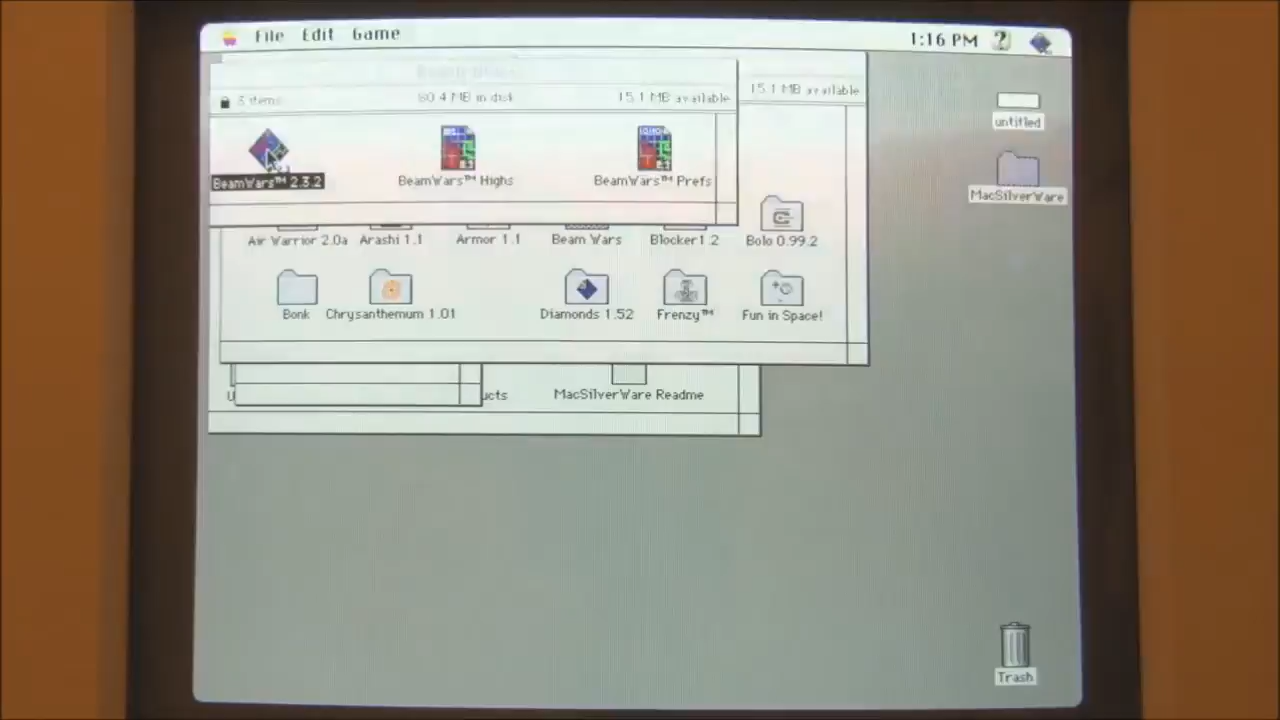 File Edit Game
1:16 PM
3 items
80.4 MB in disk
15.1 MB available
15.1 MB available
untitled
BeamWars™ 2.3.2
BeamWars™ Highs
BeamWars™ Prefs
MacSilverWare
Air Warrior 2.0a
Arashi 1.1
Armor 1.1
Beam Wars
Blocker1.2
Bolo 0.99.2
Bonk
Chrysanthemum 1.01
Diamonds 1.52
Frenzy™
Fun in Space!
U
ucts
MacSilverWare Readme
Trash